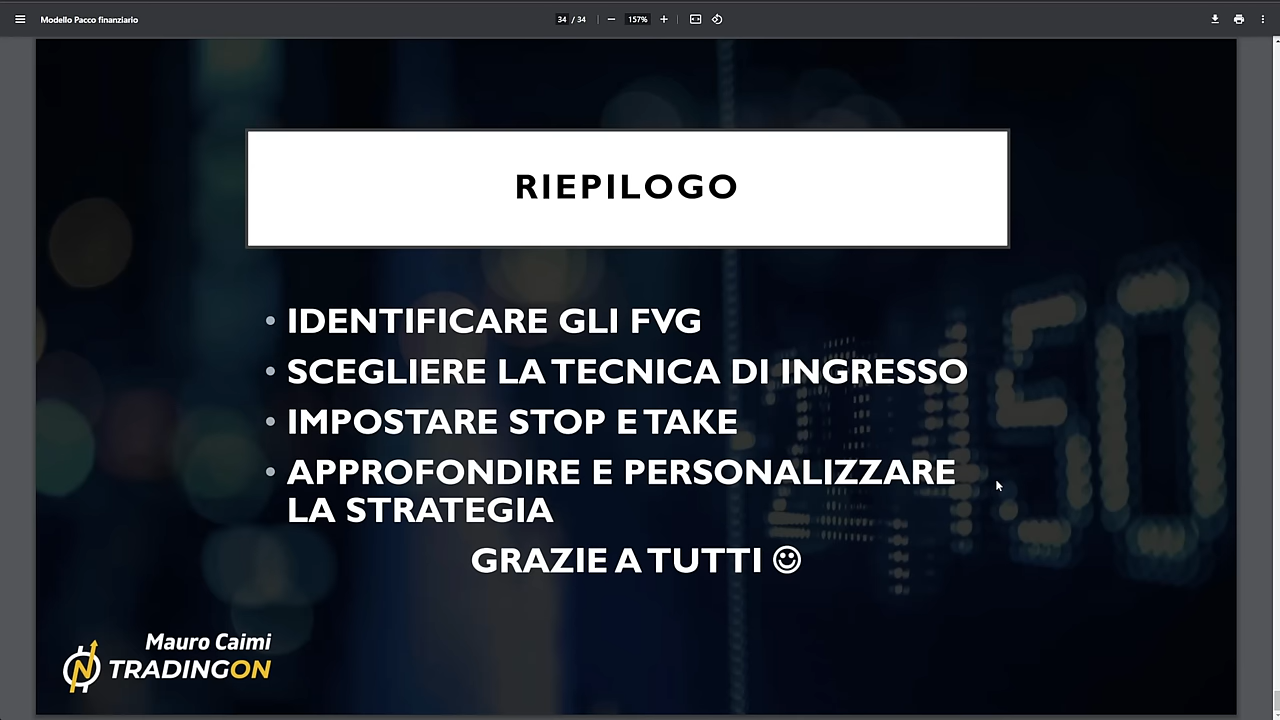 Modello Pacco finanziario
34 / 34
157%
RIEPILOGO
• IDENTIFICARE GLI FVG
• SCEGLIERE LA TECNICA DI INGRESSO
• IMPOSTARE STOP E TAKE
• APPROFONDIRE E PERSONALIZZARE
LA STRATEGIA
GRAZIE A TUTTI ☺
Mauro Caimi
TRADINGON